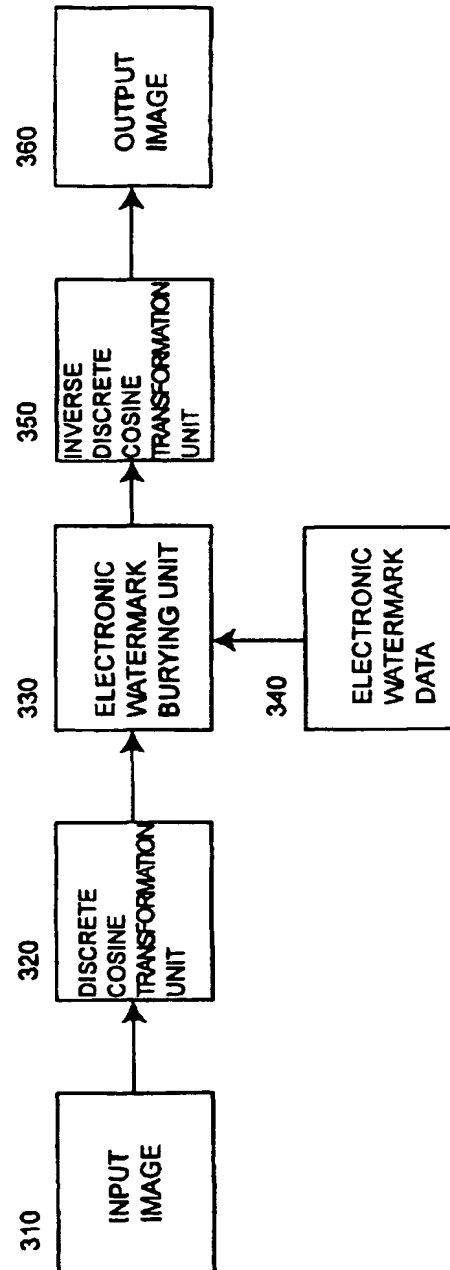 310
INPUT
IMAGE
320
DISCRETE
COSINE
TRANSFORMATION
UNIT
330
ELECTRONIC
WATERMARK
BURYING UNIT
340
ELECTRONIC
WATERMARK
DATA
350
INVERSE
DISCRETE
COSINE
TRANSFORMATION
UNIT
360
OUTPUT
IMAGE